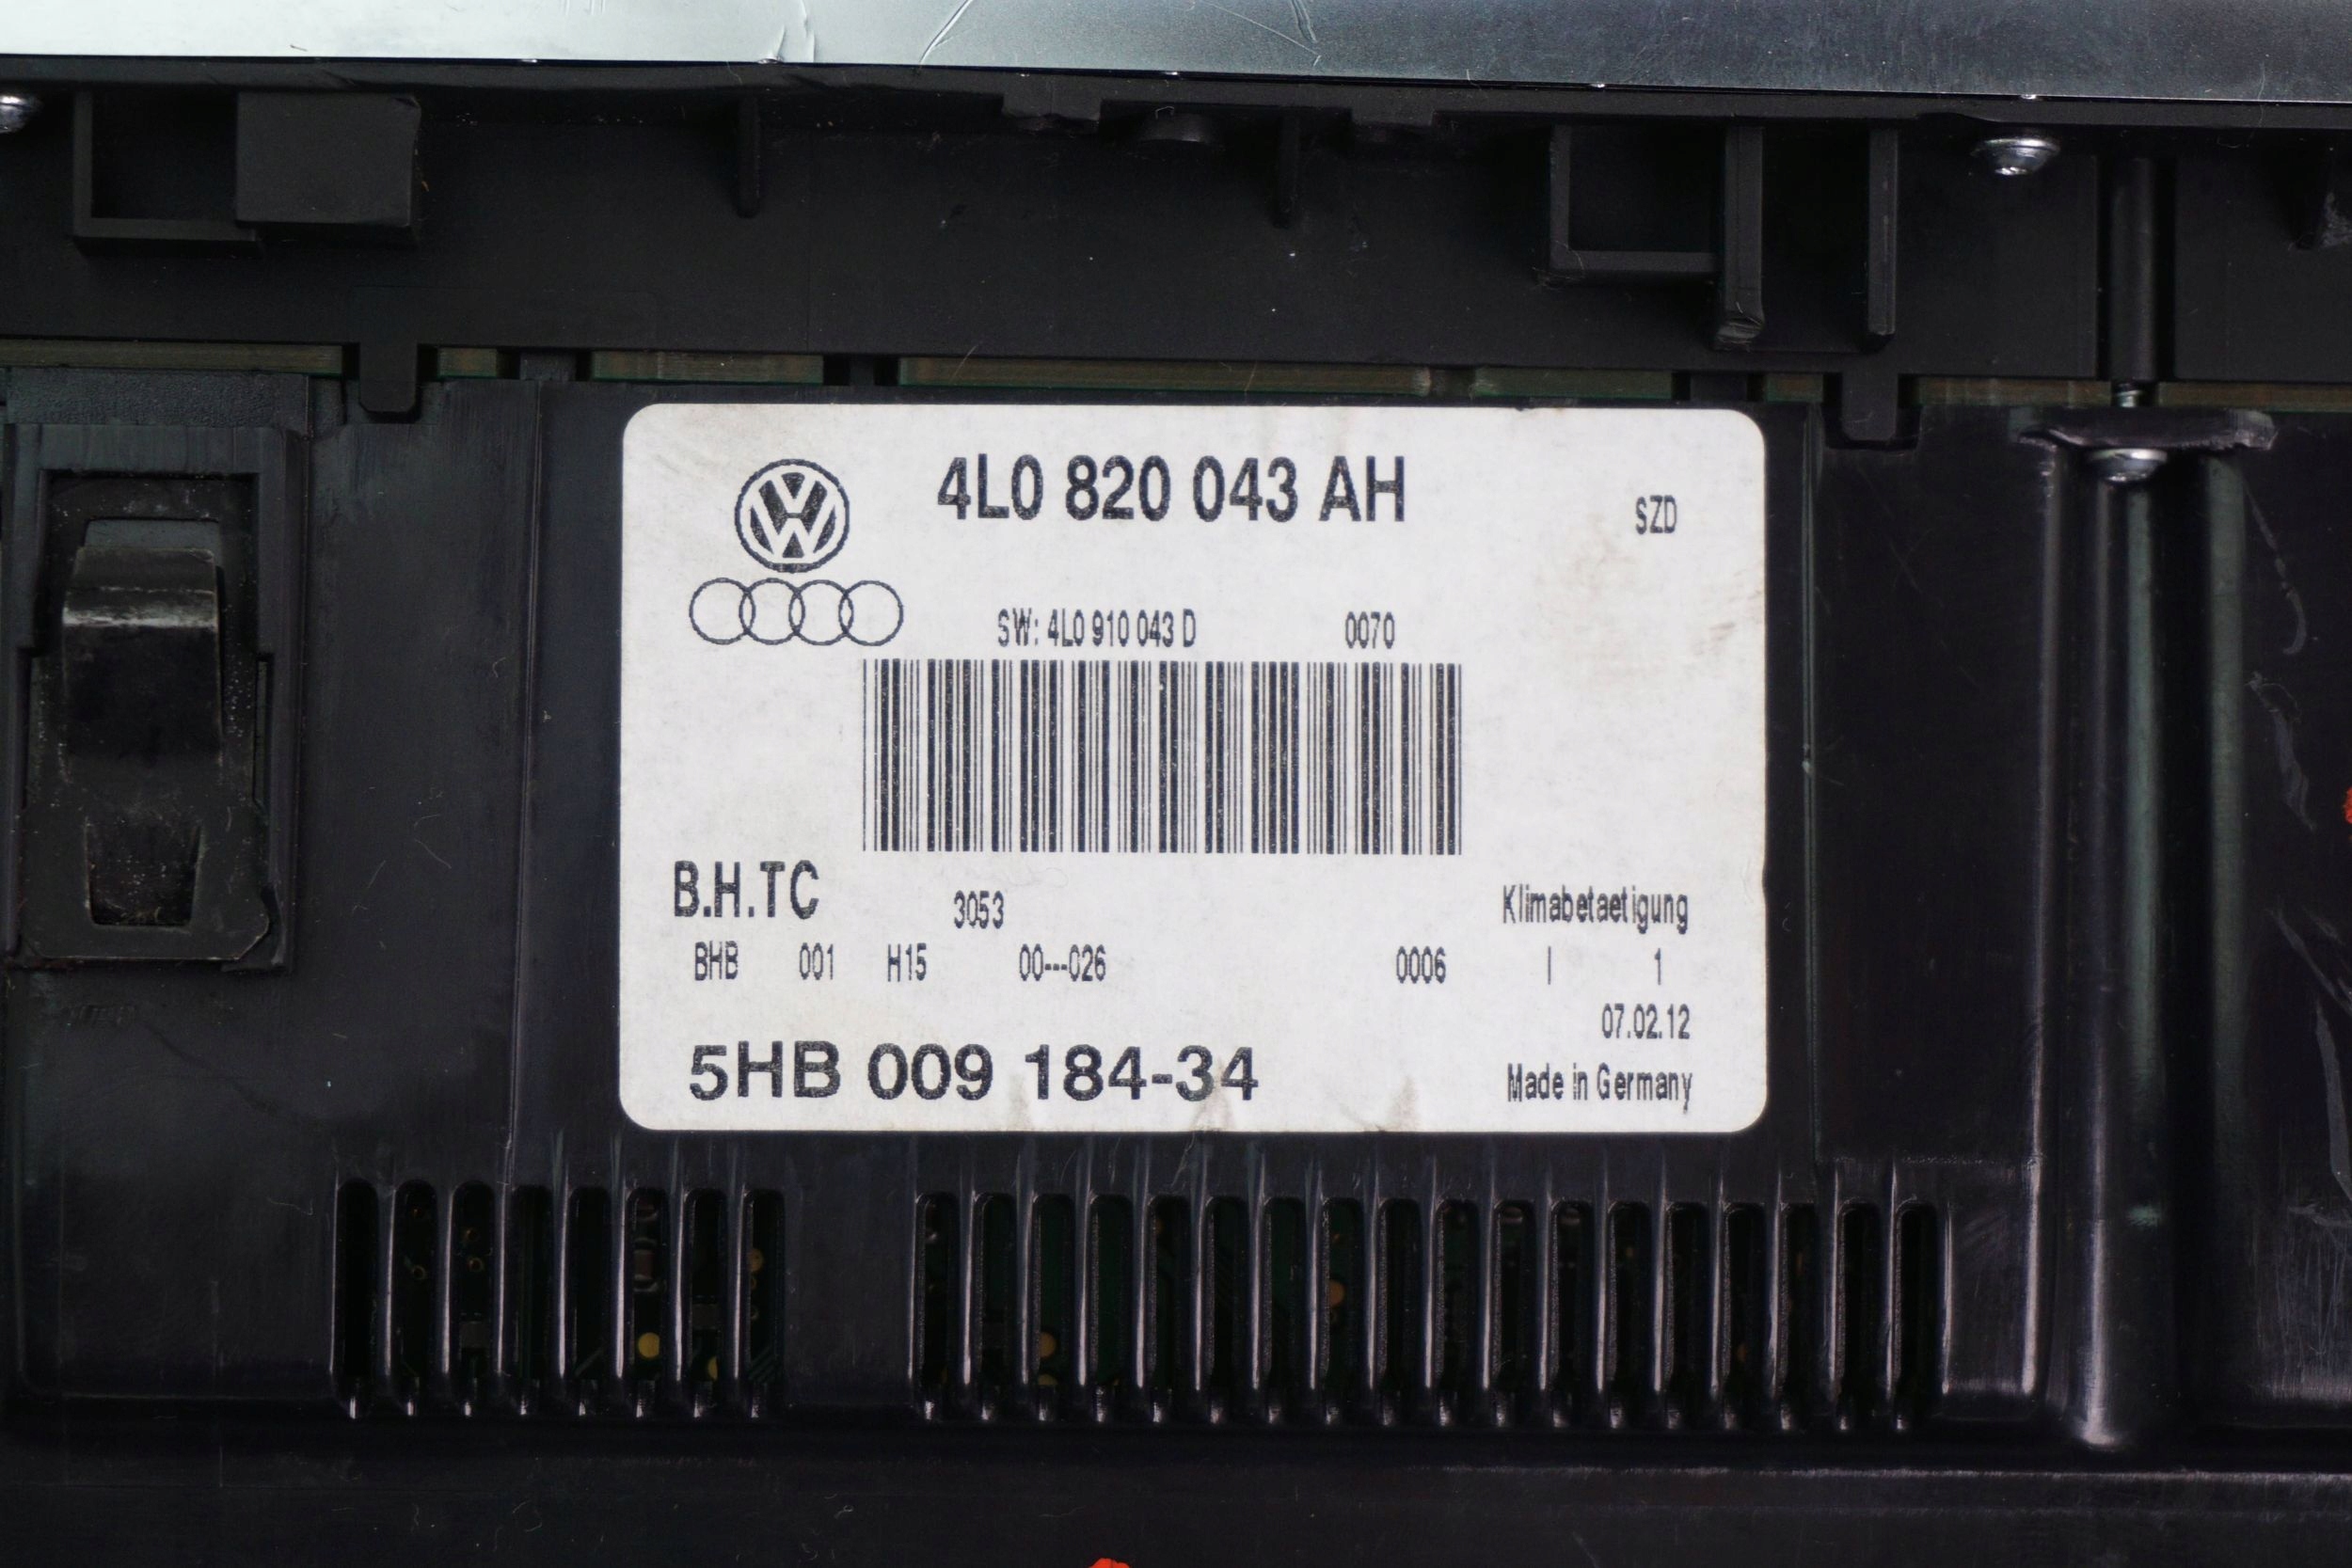 4L0 820 043 AH
SZD
SW: 4L0 910 043 D 0070
B.H.TC 3053 Klimabetaetigung
BHB 001 H15 00---026 0006 | 1
07.02.12
5HB 009 184-34 Made in Germany